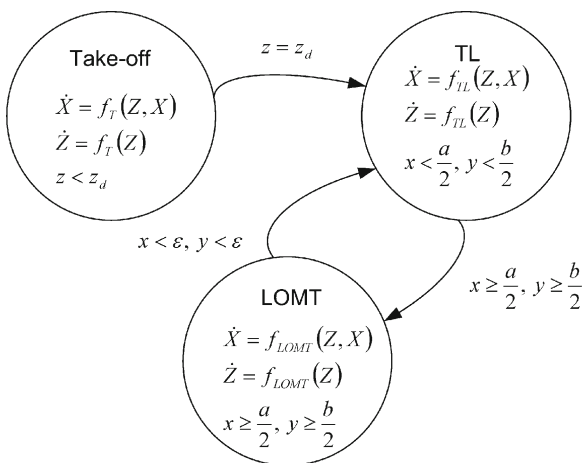 Take-off
Ẋ = f_T(Z, X)
Ż = f_T(Z)
z < z_d
z = z_d
TL
Ẋ = f_TL(Z, X)
Ż = f_TL(Z)
x < a/2, y < b/2
x < ε, y < ε
x ≥ a/2, y ≥ b/2
LOMT
Ẋ = f_LOMT(Z, X)
Ż = f_LOMT(Z)
x ≥ a/2, y ≥ b/2